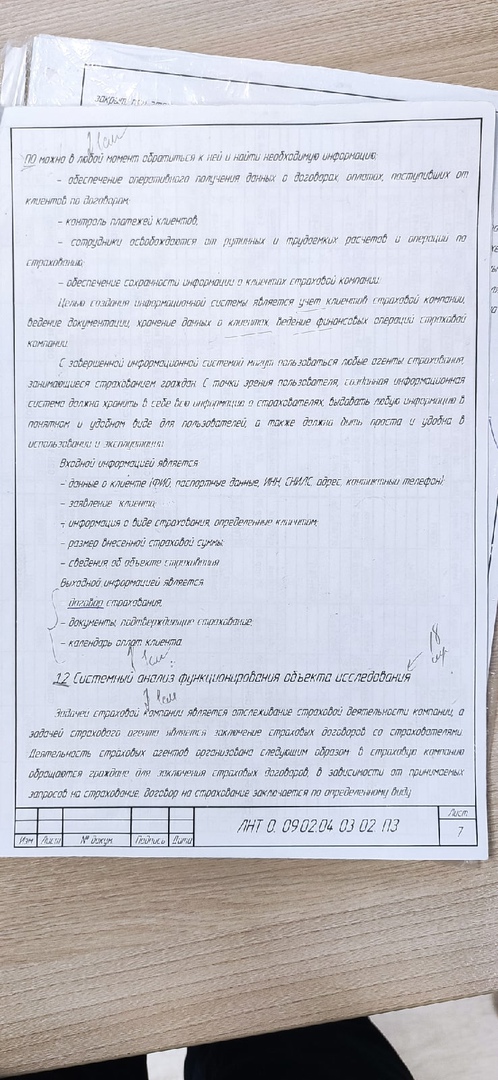 закрыт
1 см
ПО можно в любой момент обратиться к ней и найти необходимую информацию;
– обеспечение оперативного получения данных о договорах, оплатах, поступивших от
клиентов по договорам;
– контроль платежей клиентов;
– сотрудники освобождаются от рутинных и трудоемких расчетов и операции по
страхованию;
– обеспечение сохранности информации о клиентах страховой компании.
Целью создания информационной системы является учет клиентов страховой компании,
ведение документации, хранение данных о клиентах, ведение финансовых операций страховой
компании.
С завершенной информационной системой могут пользоваться любые агенты страхования,
занимающиеся страхованием граждан. С точки зрения пользователя, созданная информационная
система должна хранить в себе всю информацию о страхователях, выдавать любую информацию в
понятном и удобном виде для пользователей, а также должна быть проста и удобна в
использовании и эксплуатации.
Входной информацией является
– данные о клиенте (ФИО, паспортные данные, ИНН, СНИЛС, адрес, контактный телефон);
– заявление клиента;
– информация о виде страхования, определенные клиентом;
– размер внесенной страховой суммы;
– сведения об объекте страхования.
Выходной информацией является
договор страхования;
– документы, подтверждающие страхование;
– календарь оплат клиента.
1 см
18
1.2 Системный анализ функционирования объекта исследования
1 см
Задачей страховой компании является отслеживание страховой деятельности компании, а
задачей страхового агента является заключение страховых договоров со страхователями.
Деятельность страховых агентов организована следующим образом: в страховую компанию
обращаются граждане для заключения страховых договоров, в зависимости от принимаемых
запросов на страхование, договор на страхование заключается по определенному виду
ЛНТ 0. 09.02.04 03 02 ПЗ
Лист
7
Изм Лист № докум. Подпись Дата